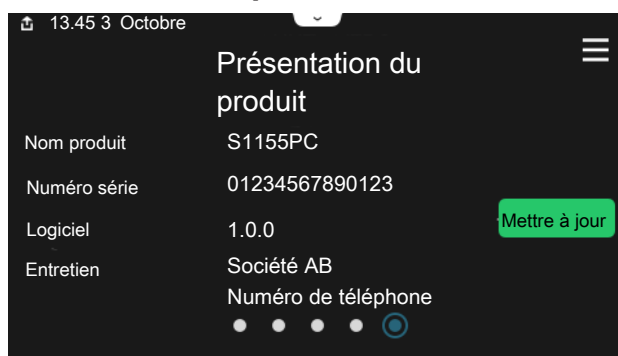 13.45 3 Octobre
Présentation du
produit
Nom produit S1155PC
Numéro série 01234567890123
Logiciel 1.0.0 Mettre à jour
Entretien Société AB
Numéro de téléphone